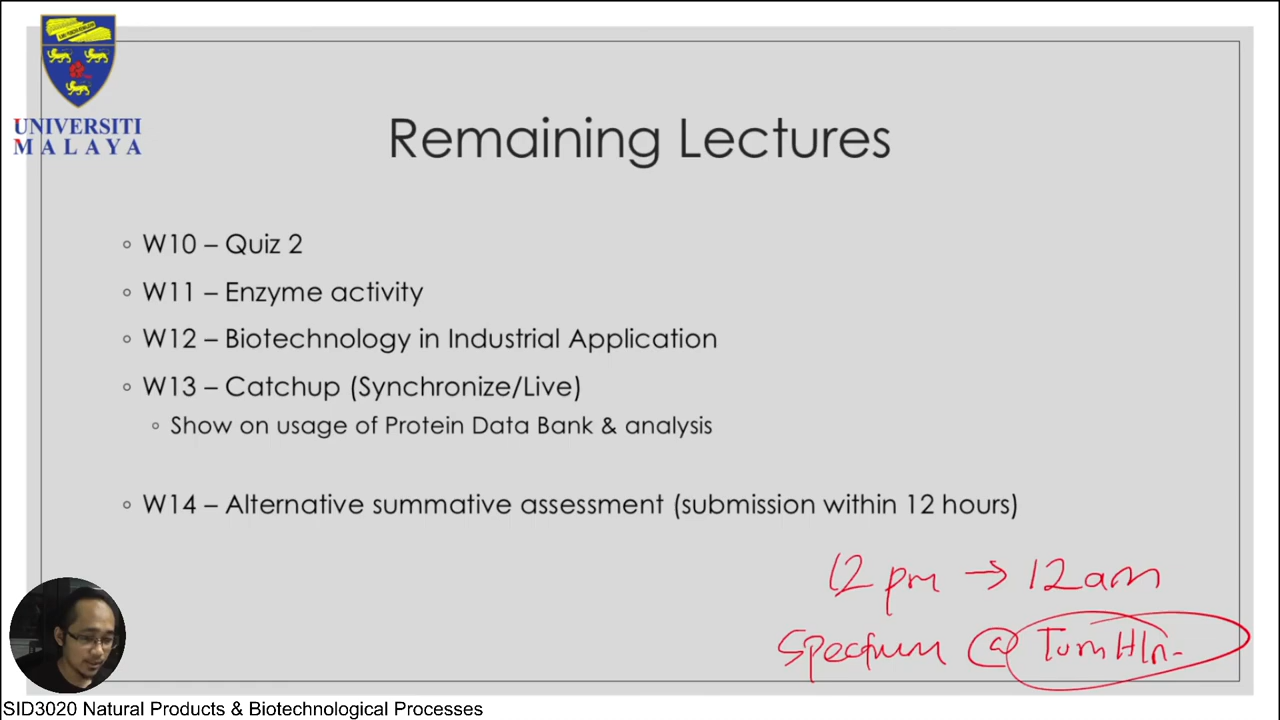 UNIVERSITI
MALAYA
Remaining Lectures
◦ W10 – Quiz 2
◦ W11 – Enzyme activity
◦ W12 – Biotechnology in Industrial Application
◦ W13 – Catchup (Synchronize/Live)
◦ Show on usage of Protein Data Bank & analysis
◦ W14 – Alternative summative assessment (submission within 12 hours)
12 pm → 12 am
Spectrum @
SID3020 Natural Products & Biotechnological Processes